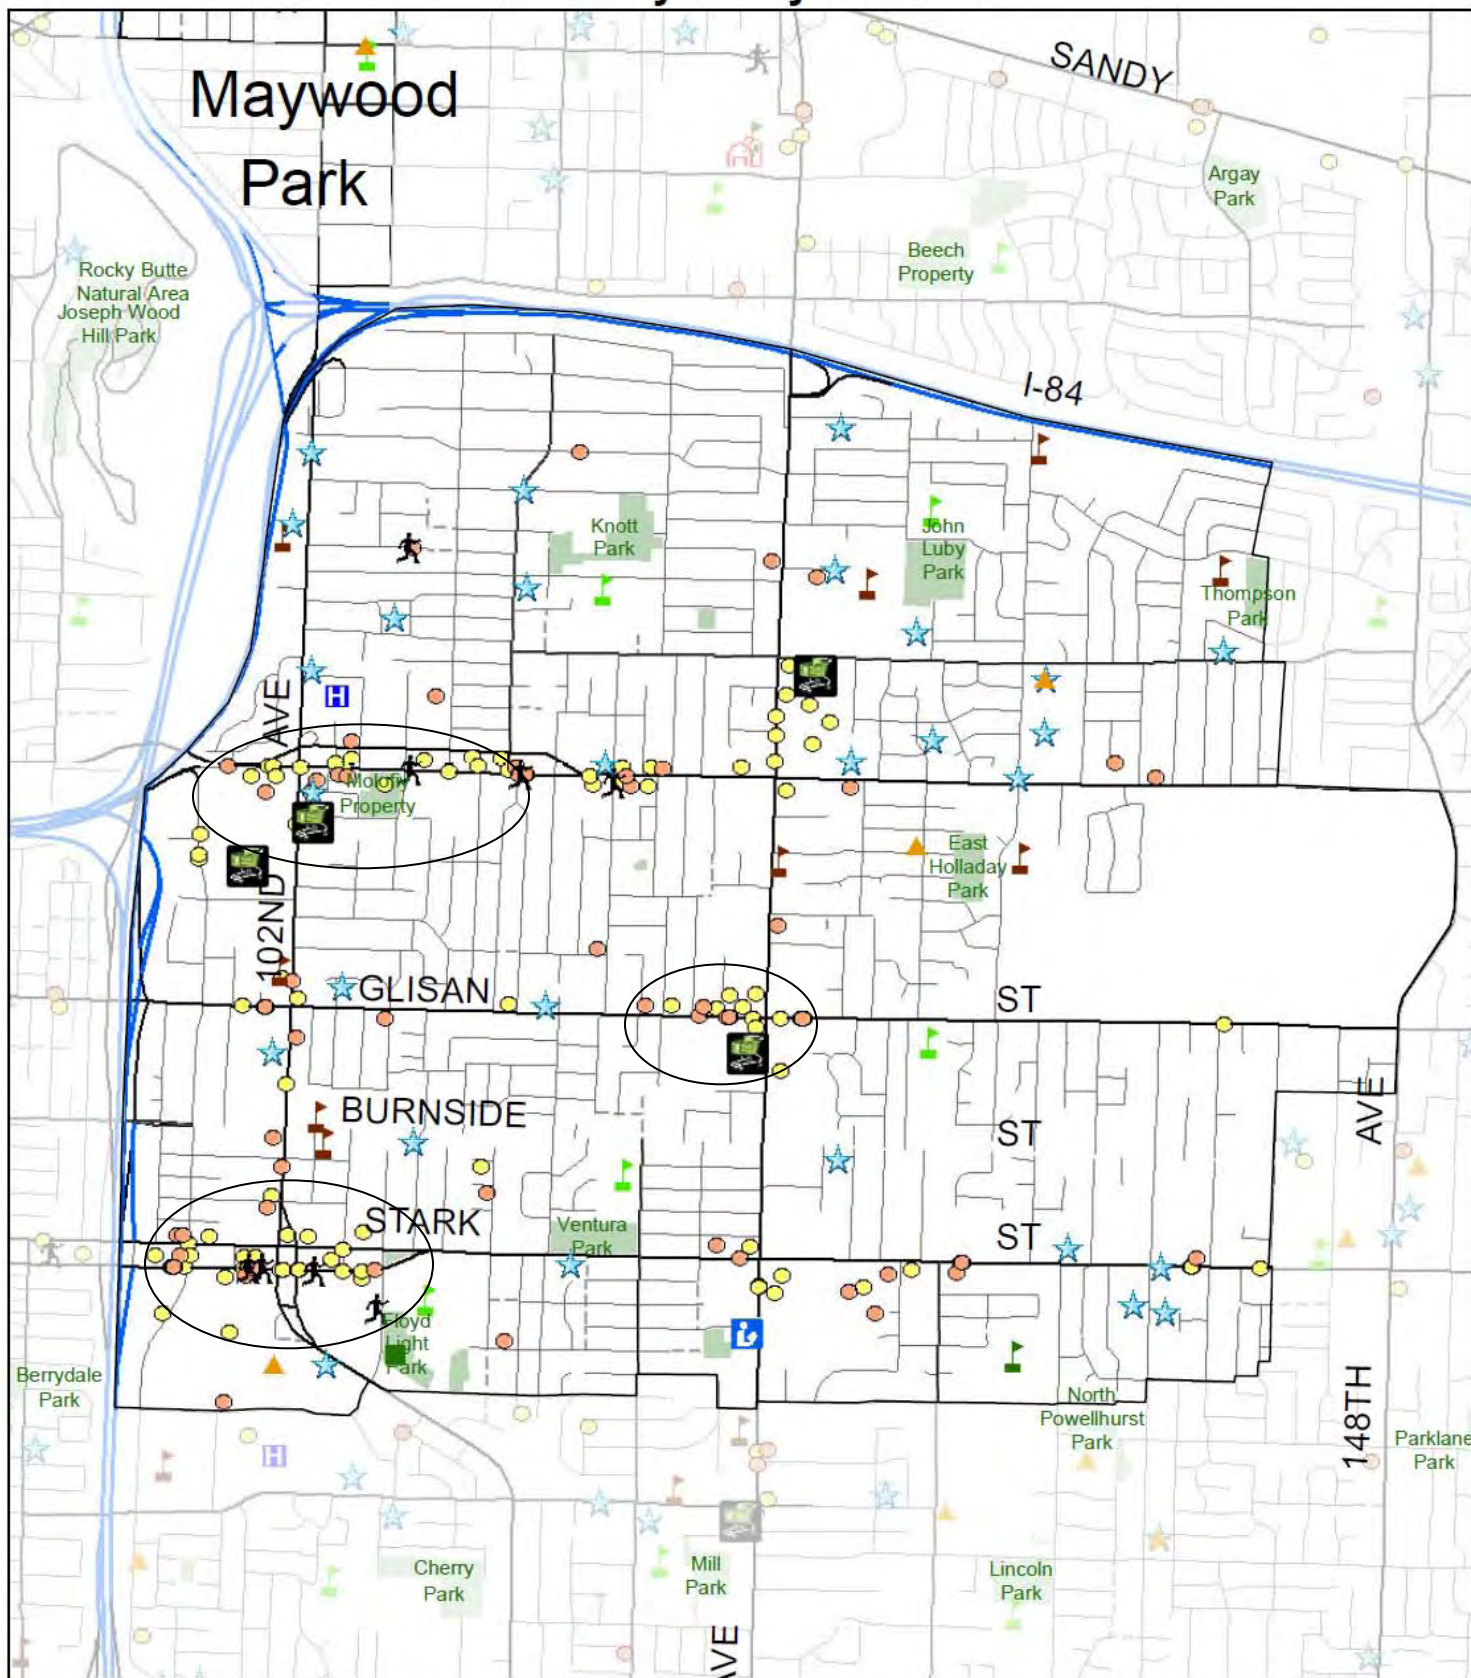 SANDY
Maywood
Park
Argay
Park
Beech
Property
Rocky Butte
Natural Area
Joseph Wood
Hill Park
I-84
Knott
Park
John
Luby
Park
Thompson
Park
AVE
H
Property
East
Holladay
Park
102ND
GLISAN
ST
BURNSIDE
ST
AVE
STARK
ST
Ventura
Park
Floyd
Light
Park
Berrydale
Park
North
Powellhurst
Park
148TH
Parklane
Park
H
Cherry
Park
Mill
Park
Lincoln
Park
AVE